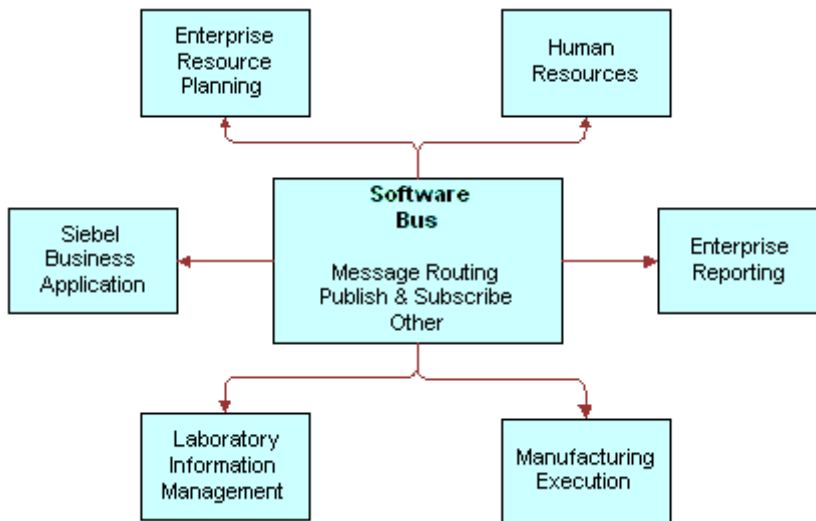 Enterprise
Resource
Planning
Human
Resources
Software
Bus
Message Routing
Publish & Subscribe
Other
Siebel
Business
Application
Enterprise
Reporting
Laboratory
Information
Management
Manufacturing
Execution